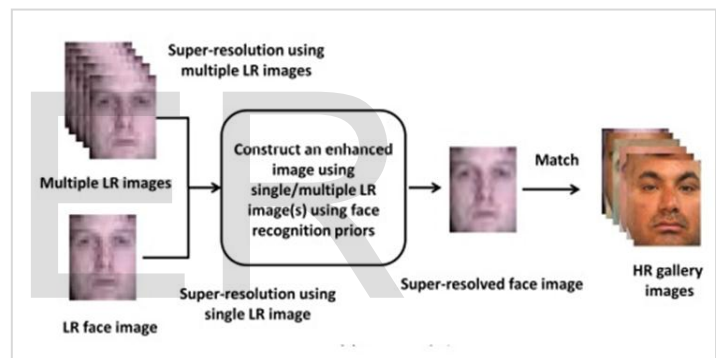 Super-resolution using
multiple LR images
Multiple LR images
Construct an enhanced
image using
single/multiple LR
image(s) using face
recognition priors
Match
LR face image
Super-resolution using
single LR image
Super-resolved face image
HR gallery
images
ER